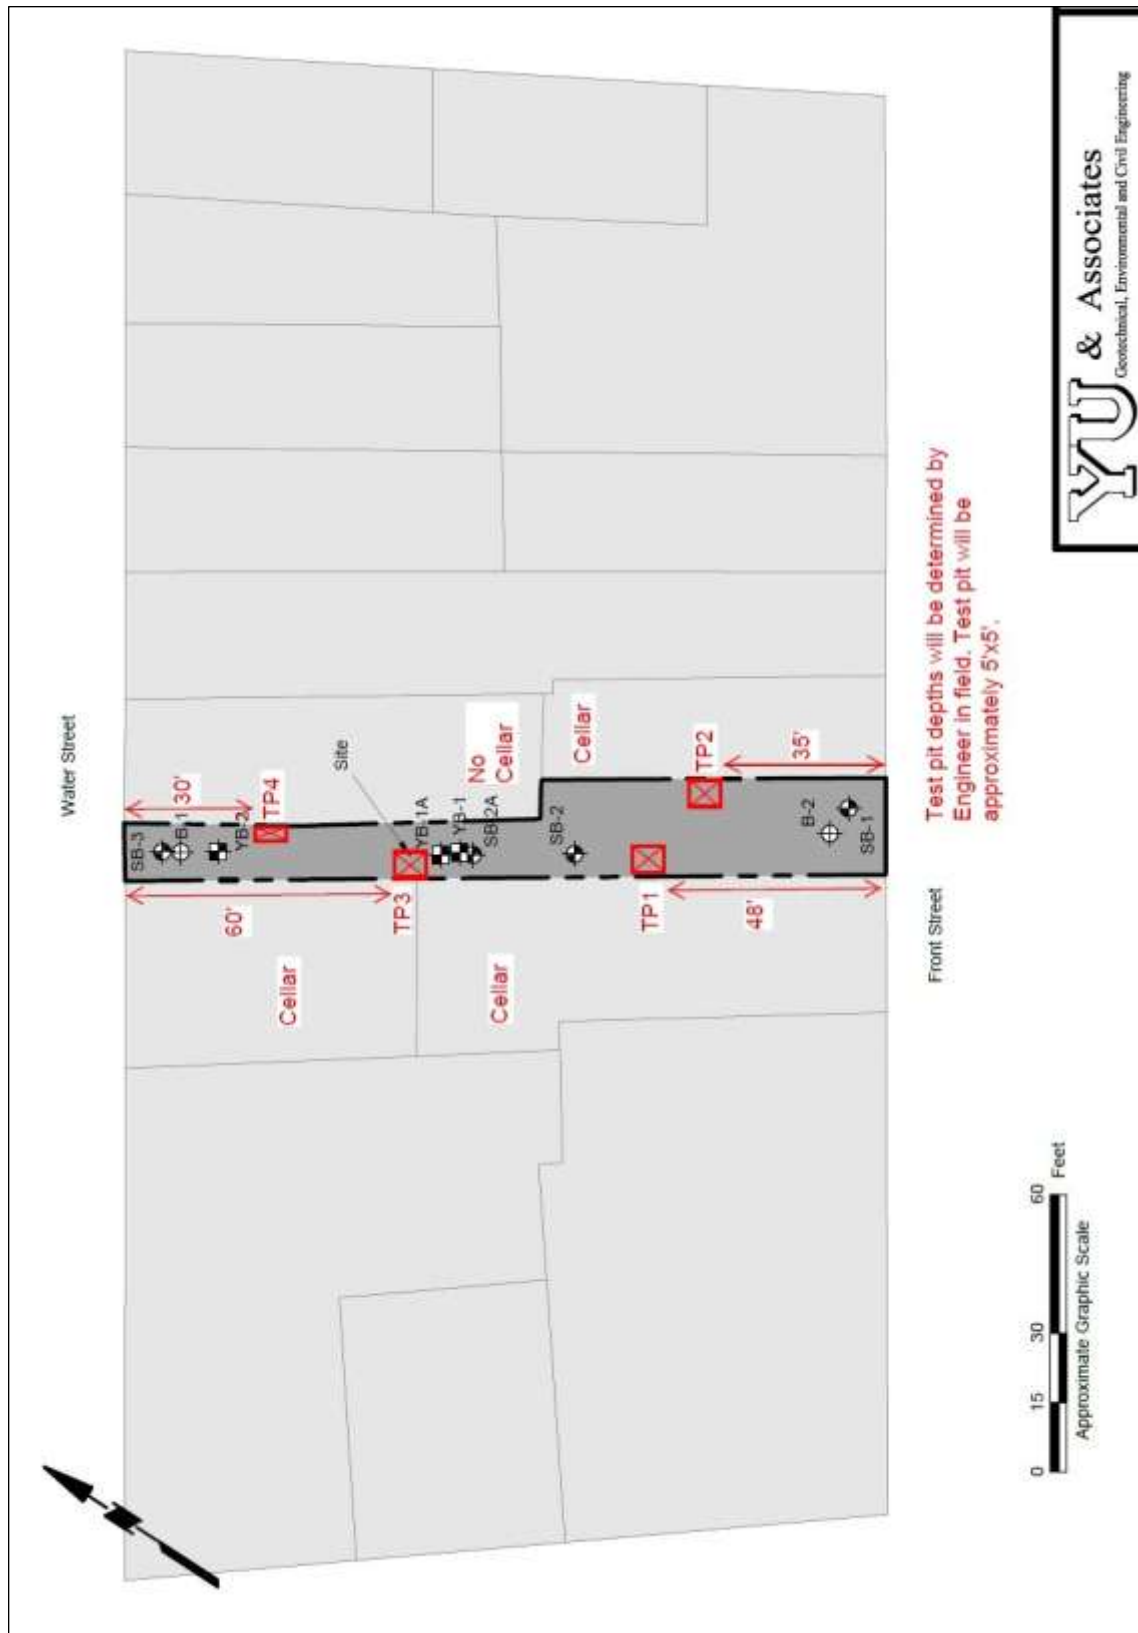 Water Street
SB-3
B-1
YB-2
30'
TP4
60'
Site
TP3
YB-1A
YB-1
SB-2A
No
Cellar
Cellar
Cellar
Cellar
SB-2
TP1
TP2
48'
35'
B-2
SB-1
Front Street
Test pit depths will be determined by
Engineer in field. Test pit will be
approximately 5'x5'.
0 15 30 60 Feet
Approximate Graphic Scale
YU & Associates
Geotechnical, Environmental and Civil Engineering